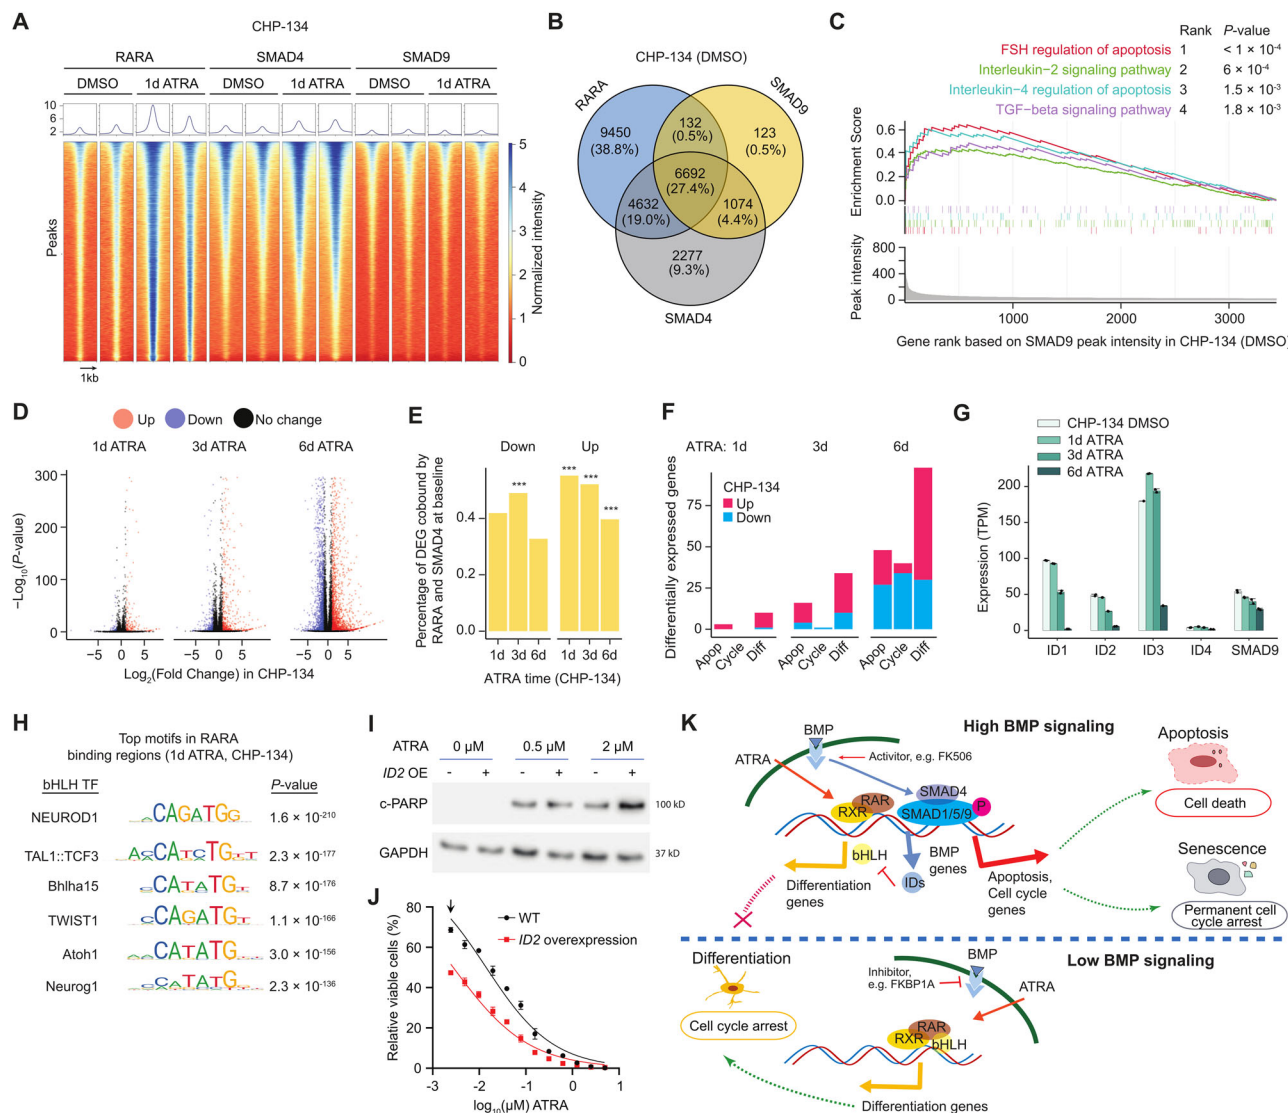 A
CHP-134
RARA SMAD4 SMAD9
DMSO 1d ATRA DMSO 1d ATRA DMSO 1d ATRA
10
6
2
Peaks
5
4
3
2
1
0
Normalized intensity
1kb
B
CHP-134 (DMSO)
RARA
SMAD9
SMAD4
9450
(38.8%)
132
(0.5%)
123
(0.5%)
6692
(27.4%)
4632
(19.0%)
1074
(4.4%)
2277
(9.3%)
C
Rank P-value
FSH regulation of apoptosis 1 < 1 × 10-4
Interleukin-2 signaling pathway 2 6 × 10-4
Interleukin-4 regulation of apoptosis 3 1.5 × 10-3
TGF-beta signaling pathway 4 1.8 × 10-3
Enrichment Score
0.6
0.4
0.2
0.0
Peak intensity
800
400
0
1000 2000 3000
Gene rank based on SMAD9 peak intensity in CHP-134 (DMSO)
D
Up Down No change
1d ATRA 3d ATRA 6d ATRA
−Log10(P-value)
300
200
100
0
−5 0 5 −5 0 5 −5 0 5
Log2(Fold Change) in CHP-134
E
Down Up
Percentage of DEG cobound by
RARA and SMAD4 at baseline
0.4
0.2
0.0
*** *** *** ***
1d 3d 6d 1d 3d 6d
ATRA time (CHP-134)
F
ATRA: 1d 3d 6d
Differentially expressed genes
CHP-134
Up
Down
75
50
25
0
Apop Cycle Diff Apop Cycle Diff Apop Cycle Diff
G
CHP-134 DMSO
1d ATRA
3d ATRA
6d ATRA
Expression (TPM)
200
150
100
50
0
ID1 ID2 ID3 ID4 SMAD9
H
Top motifs in RARA
binding regions (1d ATRA, CHP-134)
bHLH TF P-value
NEUROD1 CAGATGG 1.6 × 10-210
TAL1::TCF3 CATCTG 2.3 × 10-177
Bhlha15 CATATG 8.7 × 10-176
TWIST1 CAGATG 1.1 × 10-166
Atoh1 CATATG 3.0 × 10-156
Neurog1 CATATG 2.3 × 10-136
I
ATRA 0 µM 0.5 µM 2 µM
ID2 OE - + - + - +
c-PARP 100 kD
GAPDH 37 kD
J
Relative viable cells (%)
80
60
40
20
0
WT
ID2 overexpression
-3 -2 -1 0 1
log10(µM) ATRA
K
High BMP signaling
BMP
ATRA
Activitor, e.g. FK506
RXR RAR
SMAD4
SMAD1/5/9
P
bHLH
IDs
BMP
genes
Differentiation
genes
Apoptosis,
Cell cycle
genes
Apoptosis
Cell death
Senescence
Permanent cell
cycle arrest
Low BMP signaling
Differentiation
Cell cycle arrest
Inhibitor,
e.g. FKBP1A
BMP
ATRA
RXR RAR
bHLH
Differentiation genes